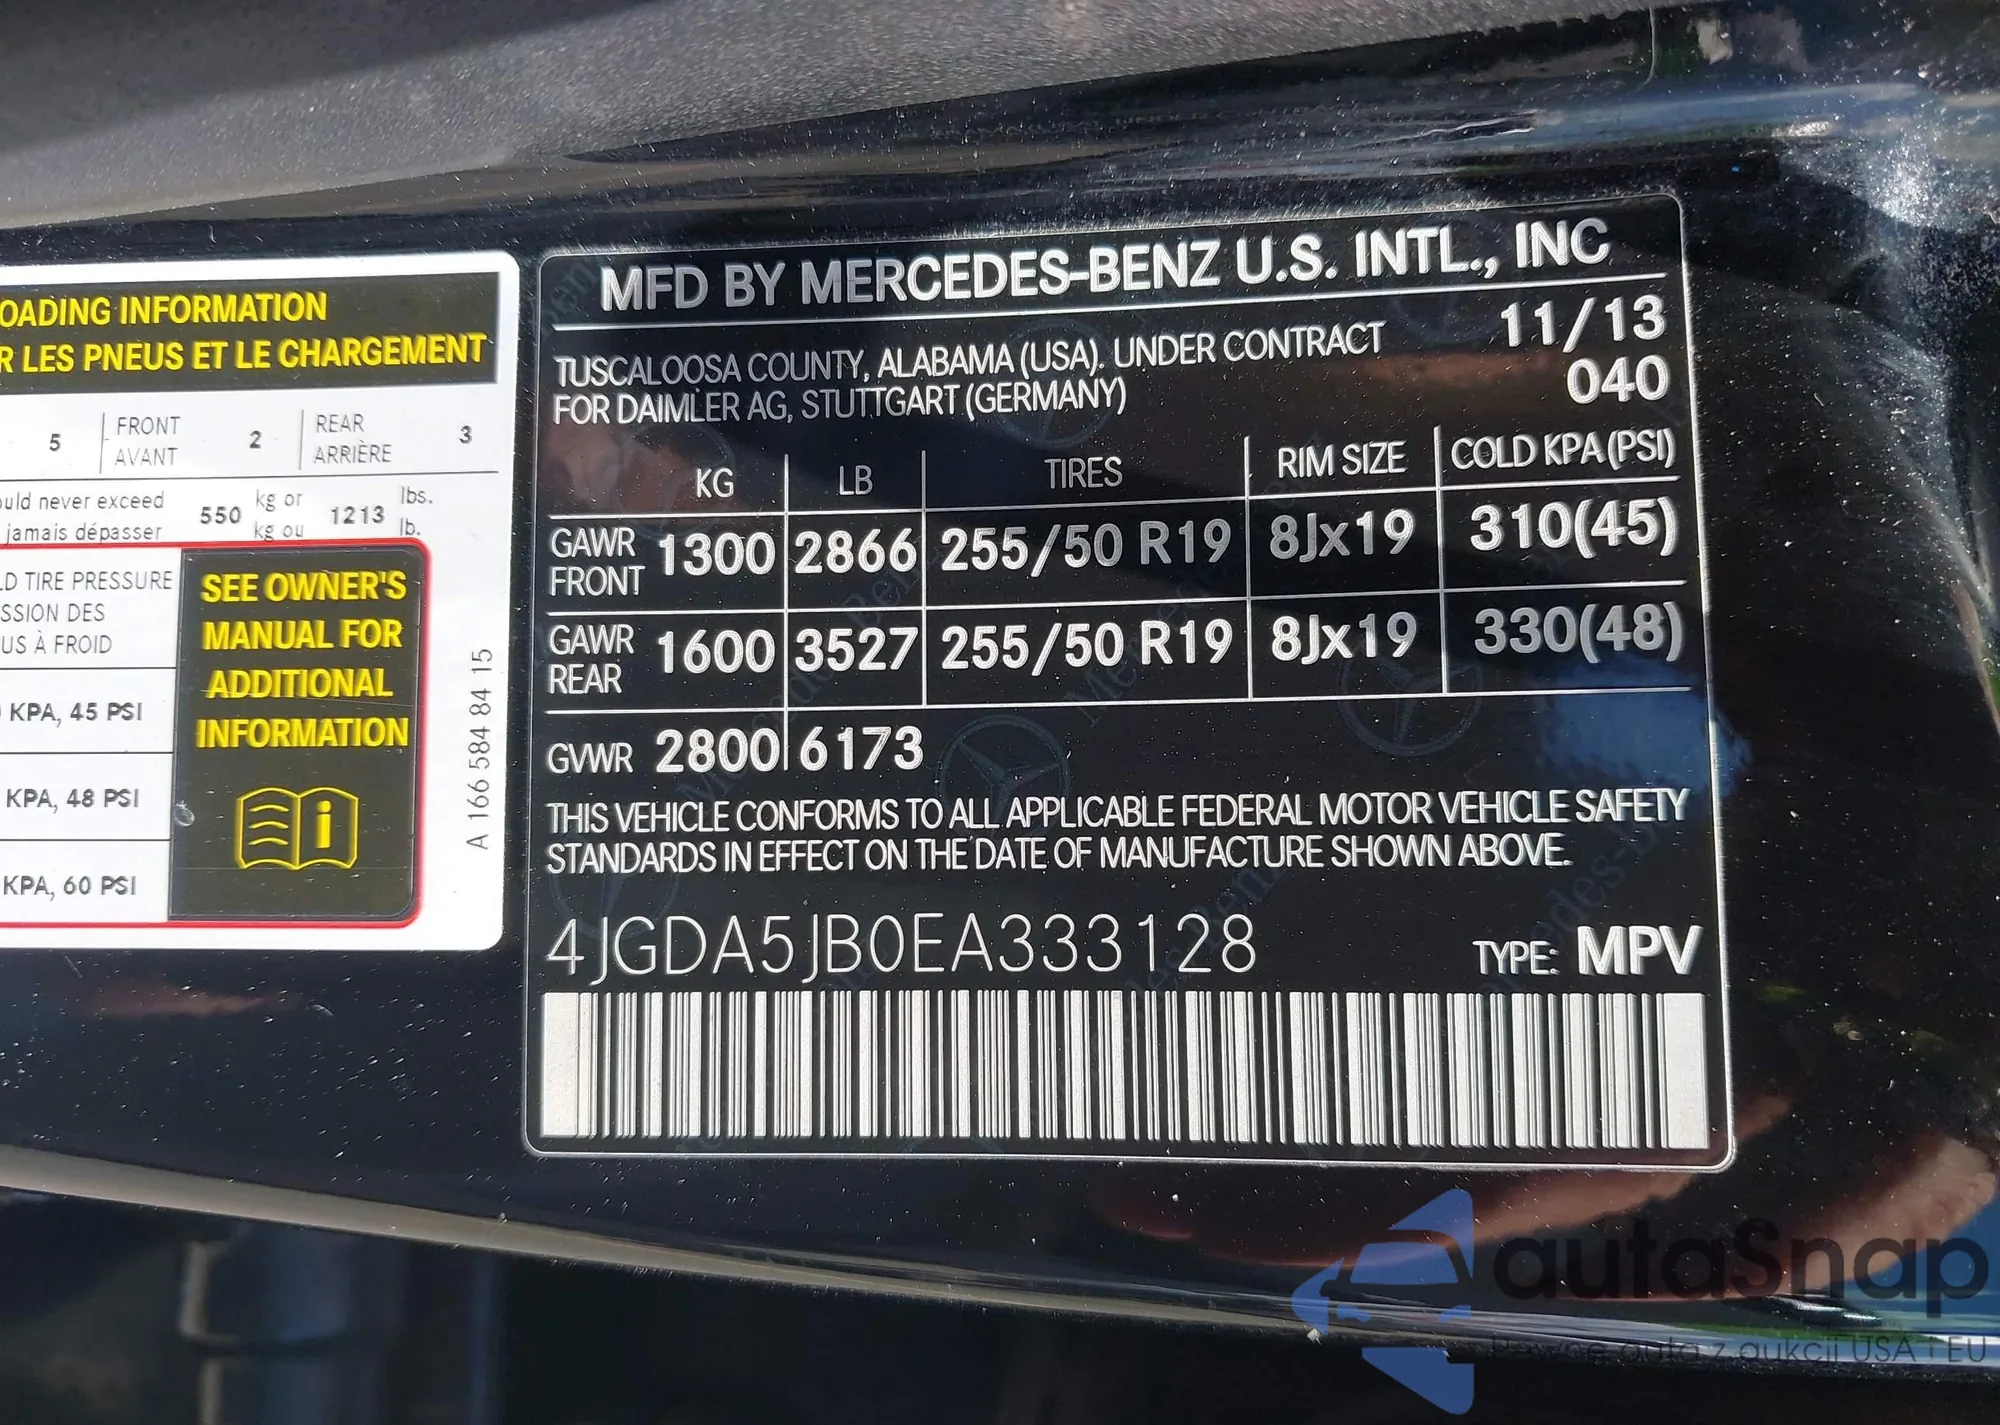 OADING INFORMATION
R LES PNEUS ET LE CHARGEMENT
5 FRONT AVANT 2 REAR ARRIÈRE 3
uld never exceed 550 kg or 1213 lbs.
jamais dépasser kg ou lb.
LD TIRE PRESSURE
SSION DES
US À FROID
KPA, 45 PSI
KPA, 48 PSI
KPA, 60 PSI
SEE OWNER'S
MANUAL FOR
ADDITIONAL
INFORMATION
A 166 584 84 15
MFD BY MERCEDES-BENZ U.S. INTL., INC
TUSCALOOSA COUNTY, ALABAMA (USA). UNDER CONTRACT 11/13
FOR DAIMLER AG, STUTTGART (GERMANY) 040
KG LB TIRES RIM SIZE COLD KPA (PSI)
GAWR FRONT 1300 2866 255/50 R19 8Jx19 310(45)
GAWR REAR 1600 3527 255/50 R19 8Jx19 330(48)
GVWR 2800 6173
THIS VEHICLE CONFORMS TO ALL APPLICABLE FEDERAL MOTOR VEHICLE SAFETY
STANDARDS IN EFFECT ON THE DATE OF MANUFACTURE SHOWN ABOVE.
4JGDA5JB0EA333128 TYPE: MPV
autaSnap
Pewne auta z aukcji USA i EU